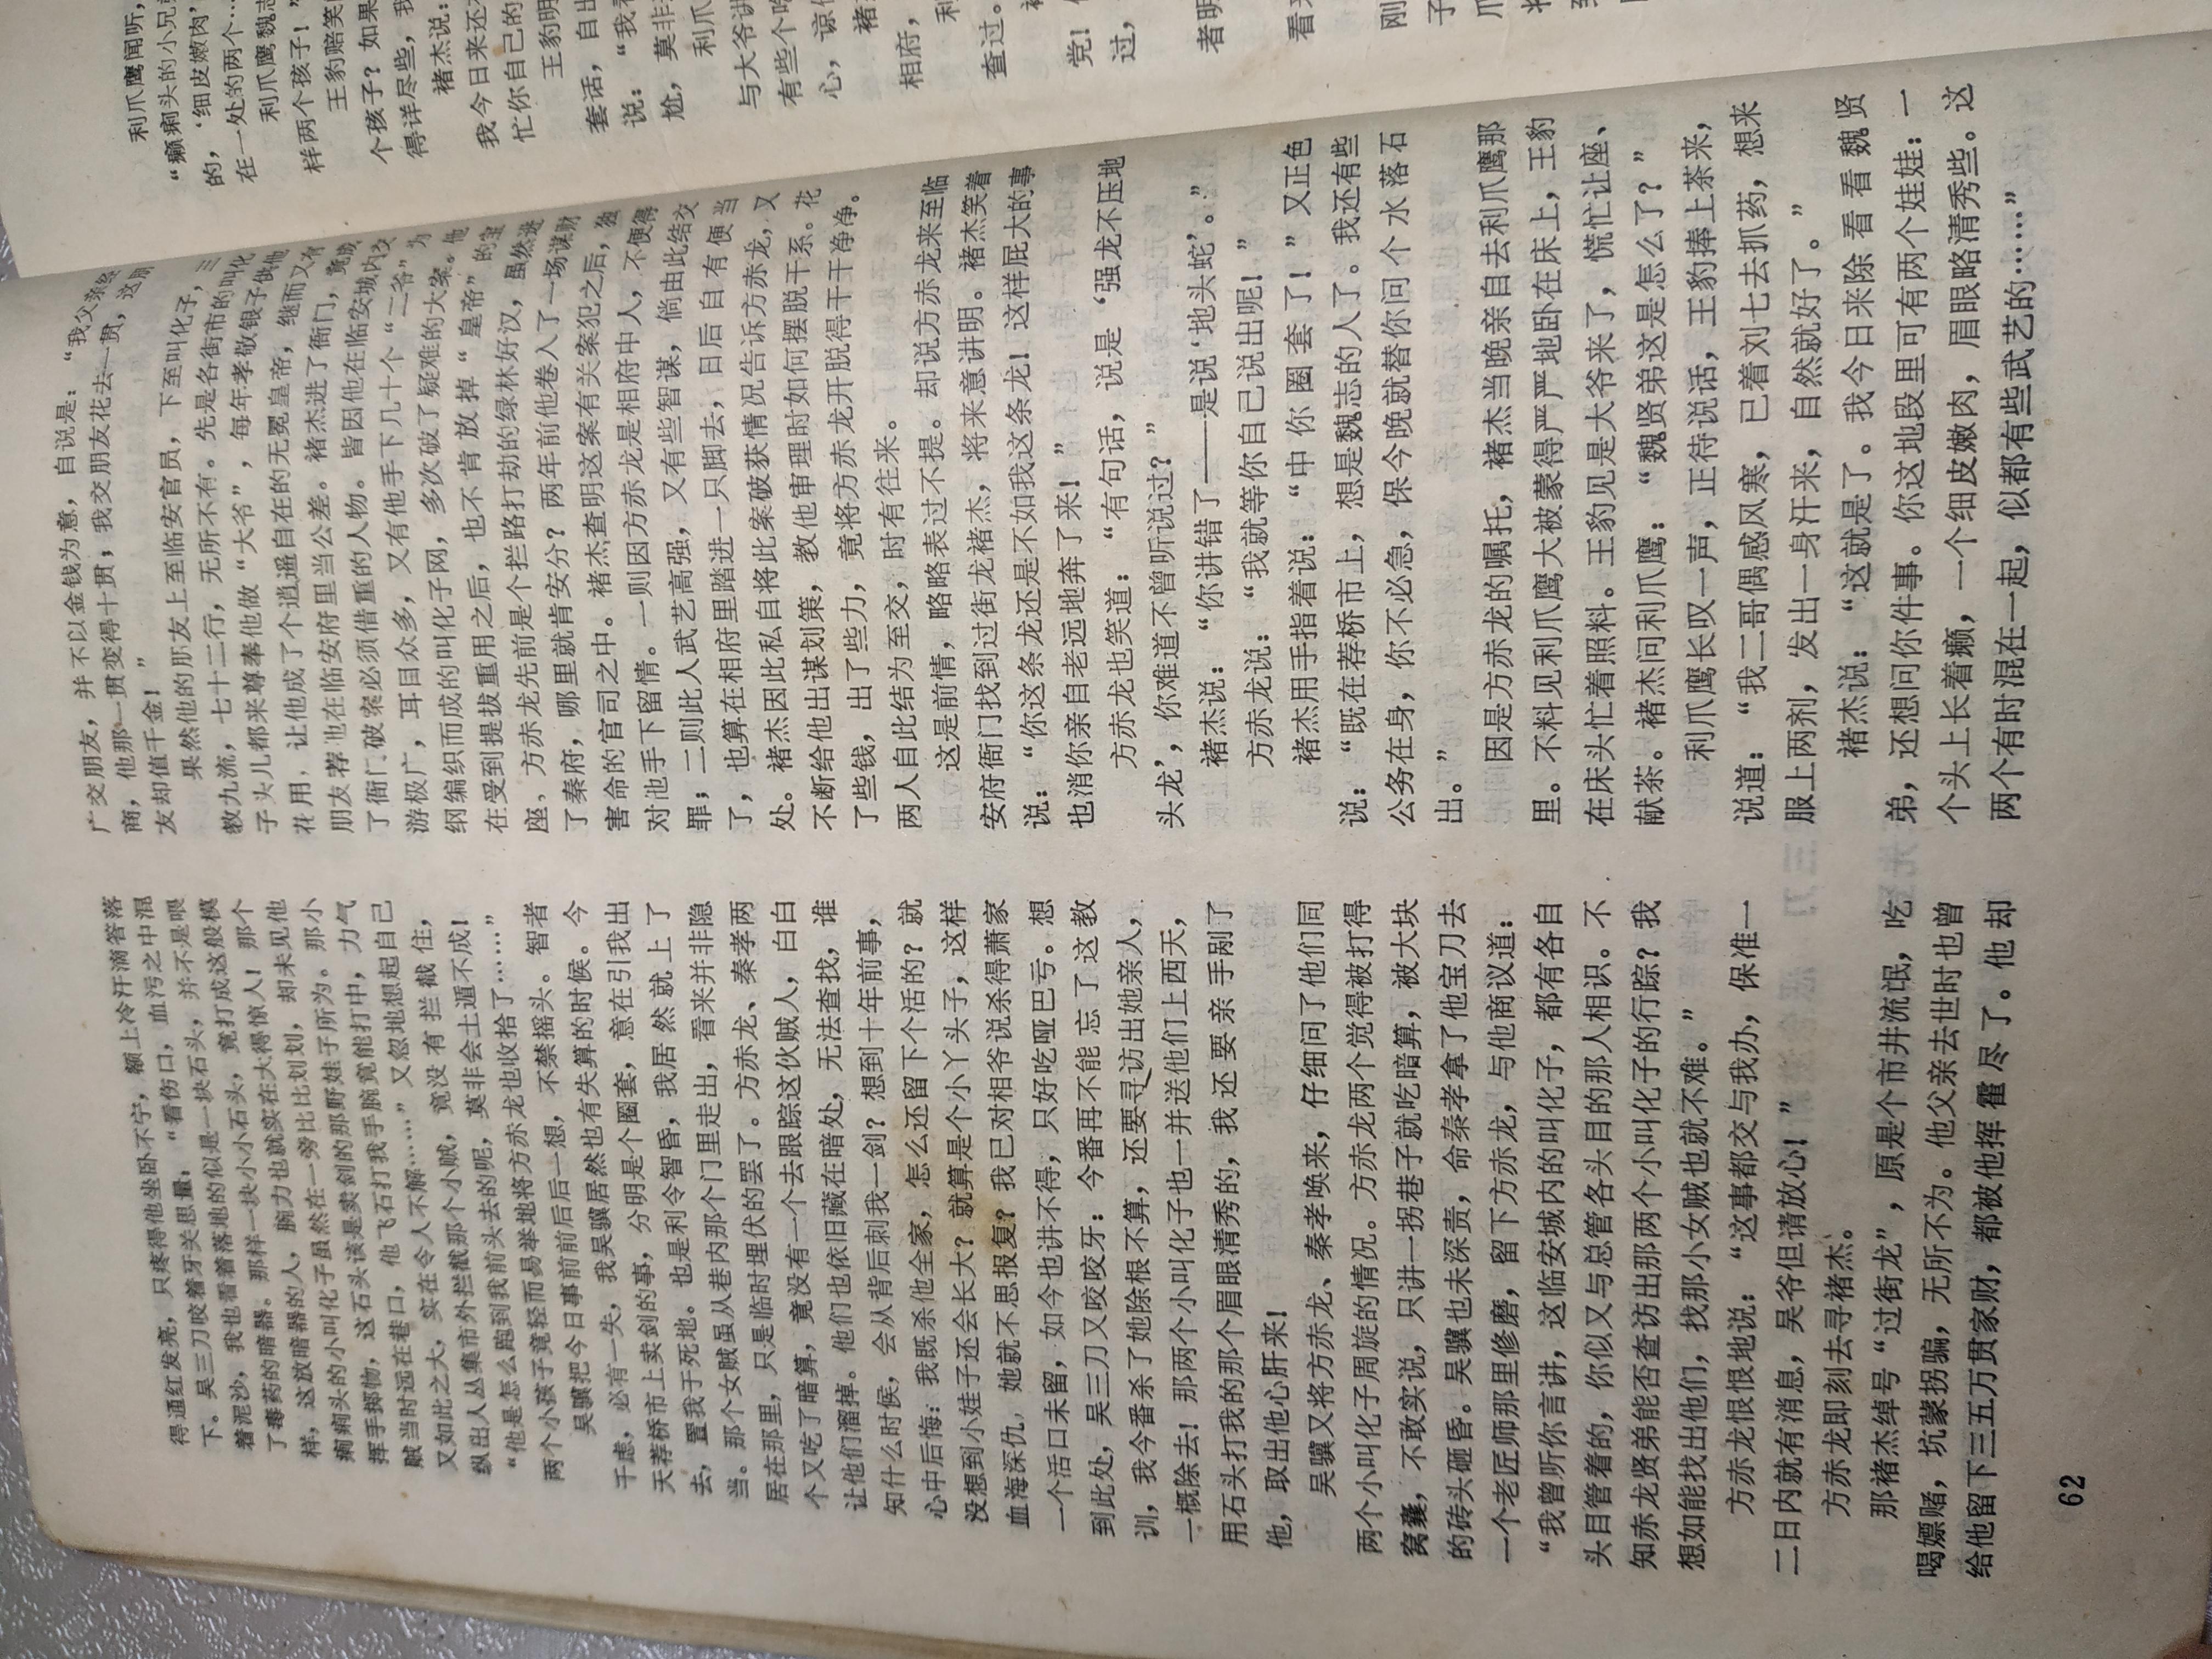 得通红发亮，只疼得他坐卧不宁，额上冷汗滴答落
下。吴三刀咬着牙关思量：“看伤口，血污之中混
着泥沙，我也看着落地的似是一块石头，并不是喂
了毒药的暗器。那样一块小小石头，竟打成这般模
样，这放暗器的人，腕力也就实在大得惊人！那个
痢痢头的小叫化子虽然在一旁比比划划，却未见他
挥手掷物，这石头该是卖剑的那野娃子所为。那小
贼当时远在巷口，他飞石打我手腕竟能打中，力气
又如此之大，实在令人不解……”又忽地想起自己
纵出人丛集市外拦截那个小贼，竟没有拦截住，
“他是怎么跑到我前头去的呢，莫非会土遁不成！
两个小孩子竟轻而易举地将方赤龙也收拾了……”
吴骥把今日事前前后后一想，不禁摇头。智者
千虑，必有一失，我吴骥居然也有失算的时候。今
天荐桥市上卖剑的事，分明是个圈套，意在引我出
去，置我于死地。也是利令智昏，我居然就上了
当。那个女贼虽从巷内那个门里走出，看来并非隐
居在那里，只是临时埋伏的罢了。方赤龙、秦孝两
个又吃了暗算，竟没有一个去跟踪这伙贼人，白白
让他们溜掉。他们也依旧藏在暗处，无法查找，谁
知什么时候，会从背后刺我一剑？想到十年前事，
心中后悔：我既杀他全家，怎么还留下个活的？就
没想到小娃子还会长大？就算是个小丫头子，这样
血海深仇，她就不思报复？我已对相爷说杀得萧家
一个活口未留，如今也讲不得，只好吃哑巴亏。想
到此处，吴三刀又咬咬牙：今番再不能忘了这教
训，我今番杀了她除根不算，还要寻访出她亲人，
一概除去！那两个小叫化子也一并送他们上西天，
用石头打我的那个眉眼清秀的，我还要亲手剐了
他，取出他心肝来！
吴骥又将方赤龙、秦孝唤来，仔细问了他们同
两个小叫化子周旋的情况。方赤龙两个觉得被打得
窝囊，不敢实说，只讲一拐巷子就吃暗算，被大块
的砖头砸昏。吴骥也未深责，命秦孝拿了他宝刀去
一个老匠师那里修磨，留下方赤龙，与他商议道：
“我曾听你言讲，这临安城内的叫化子，都有各自
头目管着的，你似又与总管各头目的那人相识。不
知赤龙贤弟能否查访出那两个小叫化子的行踪？我
想如能找出他们，找那小女贼也就不难。”
方赤龙恨恨地说：“这事都交与我办，保准一
二日内就有消息，吴爷但请放心！”
方赤龙即刻去寻褚杰。
那褚杰绰号“过街龙”，原是个市井流氓，吃
喝嫖赌，坑蒙拐骗，无所不为。他父亲去世时也曾
给他留下三五万贯家财，都被他挥霍尽了。他却
62
广交朋友，并不以金钱为意，自说是：“我父亲经
商，他那一贯变得十贯；我交朋友花去一贯，这朋
友却值千金！”
果然他的朋友上至临安官员，下至叫化子，三
教九流，七十二行，无所不有。先是各街市的叫化
子头儿都来尊奉他做“大爷”，每年孝敬银子供他
花用，让他成了个逍遥自在的无冕皇帝，继而又有
朋友荐他在临安府里当公差。褚杰进了衙门，竟成
了衙门破案必须借重的人物。皆因他在临安城内交
游极广，耳目众多，又有他手下几十个“二爷”为
纲编织而成的叫化子网，多次破了疑难的大案。他
在受到提拔重用之后，也不肯放掉“皇帝”的宝
座，方赤龙先前是个拦路打劫的绿林好汉，虽然进
了秦府，哪里就肯安分？两年前他卷入了一场谋财
害命的官司之中。褚杰查明这案有关案犯之后，独
对他手下留情。一则因方赤龙是相府中人，不便得
罪；二则此人武艺高强，又有些智谋，倘由此结交
了，也算在相府里踏进一只脚去，日后自有便当
处。褚杰因此私自将此案破获情况告诉方赤龙，又
不断给他出谋划策，教他审理时如何摆脱干系。花
了些钱，出了些力，竟将方赤龙开脱得干干净净。
两人自此结为至交，时有往来。
这是前情，略略表过不提。却说方赤龙来至临
安府衙门找到过街龙褚杰，将来意讲明。褚杰笑着
说：“你这条龙还是不如我这条龙！这样屁大的事
也消你亲自老远地奔了来！”
方赤龙也笑道：“有句话，说是‘强龙不压地
头龙’，你难道不曾听说过？”
褚杰说：“你讲错了——是说‘地头蛇’。”
方赤龙说：“我就等你自己说出呢！”
褚杰用手指着说：“中你圈套了！”又正色
说：“既在荐桥市上，想是魏志的人了。我还有些
公务在身，你不必急，保今晚就替你问个水落石
出。”
因是方赤龙的嘱托，褚杰当晚亲自去利爪鹰那
里。不料见利爪鹰大被蒙得严严地卧在床上，王豹
在床头忙着照料。王豹见是大爷来了，慌忙让座、
献茶。褚杰问利爪鹰：“魏贤弟这是怎么了？”
利爪鹰长叹一声，正待说话，王豹捧上茶来，
说道：“我二哥偶感风寒，已着刘七去抓药，想来
服上两剂，发出一身汗来，自然就好了。”
褚杰说：“这就是了。我今日来除看看魏贤
弟，还想问你件事。你这地段里可有两个娃娃：一
个头上长着癞，一个细皮嫩肉，眉眼略清秀些。这
两个有时混在一起，似都有些武艺的……”
利爪鹰闻听，
“癞痢头的小兄弟
的，‘细皮嫩肉，
在一处的两个…
利爪鹰魏志
样两个孩子！”
王豹赔笑
个孩子？如果
得详尽些，我
褚杰说：
我今日来还
忙你自己的
王豹明
套话，自出
说：“我
尬，莫非
利爪
与大爷讲
有些个
心，谅
褚
相府，
利
查过。
党！
过，
者明
看
刚
子
爪